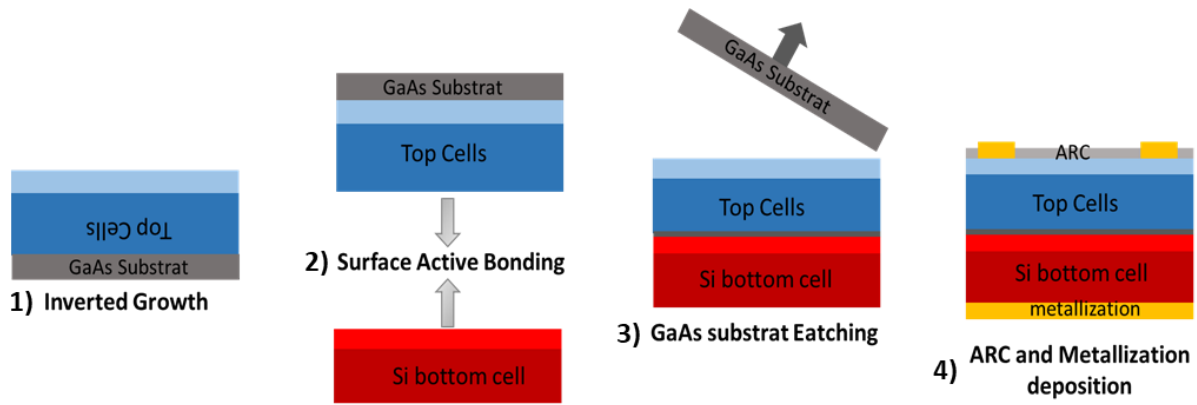 Top Cells
GaAs Substrat
1) Inverted Growth
GaAs Substrat
Top Cells
2) Surface Active Bonding
Si bottom cell
GaAs Substrat
Top Cells
Si bottom cell
3) GaAs substrat Eatching
ARC
Top Cells
Si bottom cell
metallization
4) ARC and Metallization
deposition